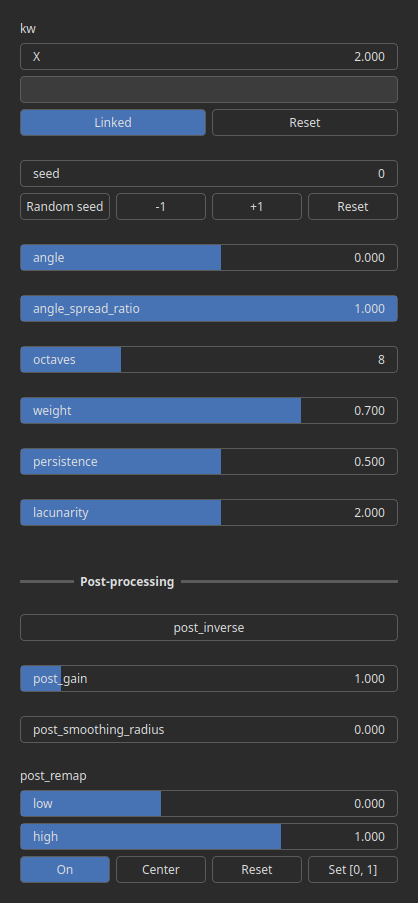 kw
X 2.000
Linked Reset
seed 0
Random seed -1 +1 Reset
angle 0.000
angle_spread_ratio 1.000
octaves 8
weight 0.700
persistence 0.500
lacunarity 2.000
Post-processing
post_inverse
post_gain 1.000
post_smoothing_radius 0.000
post_remap
low 0.000
high 1.000
On Center Reset Set [0, 1]